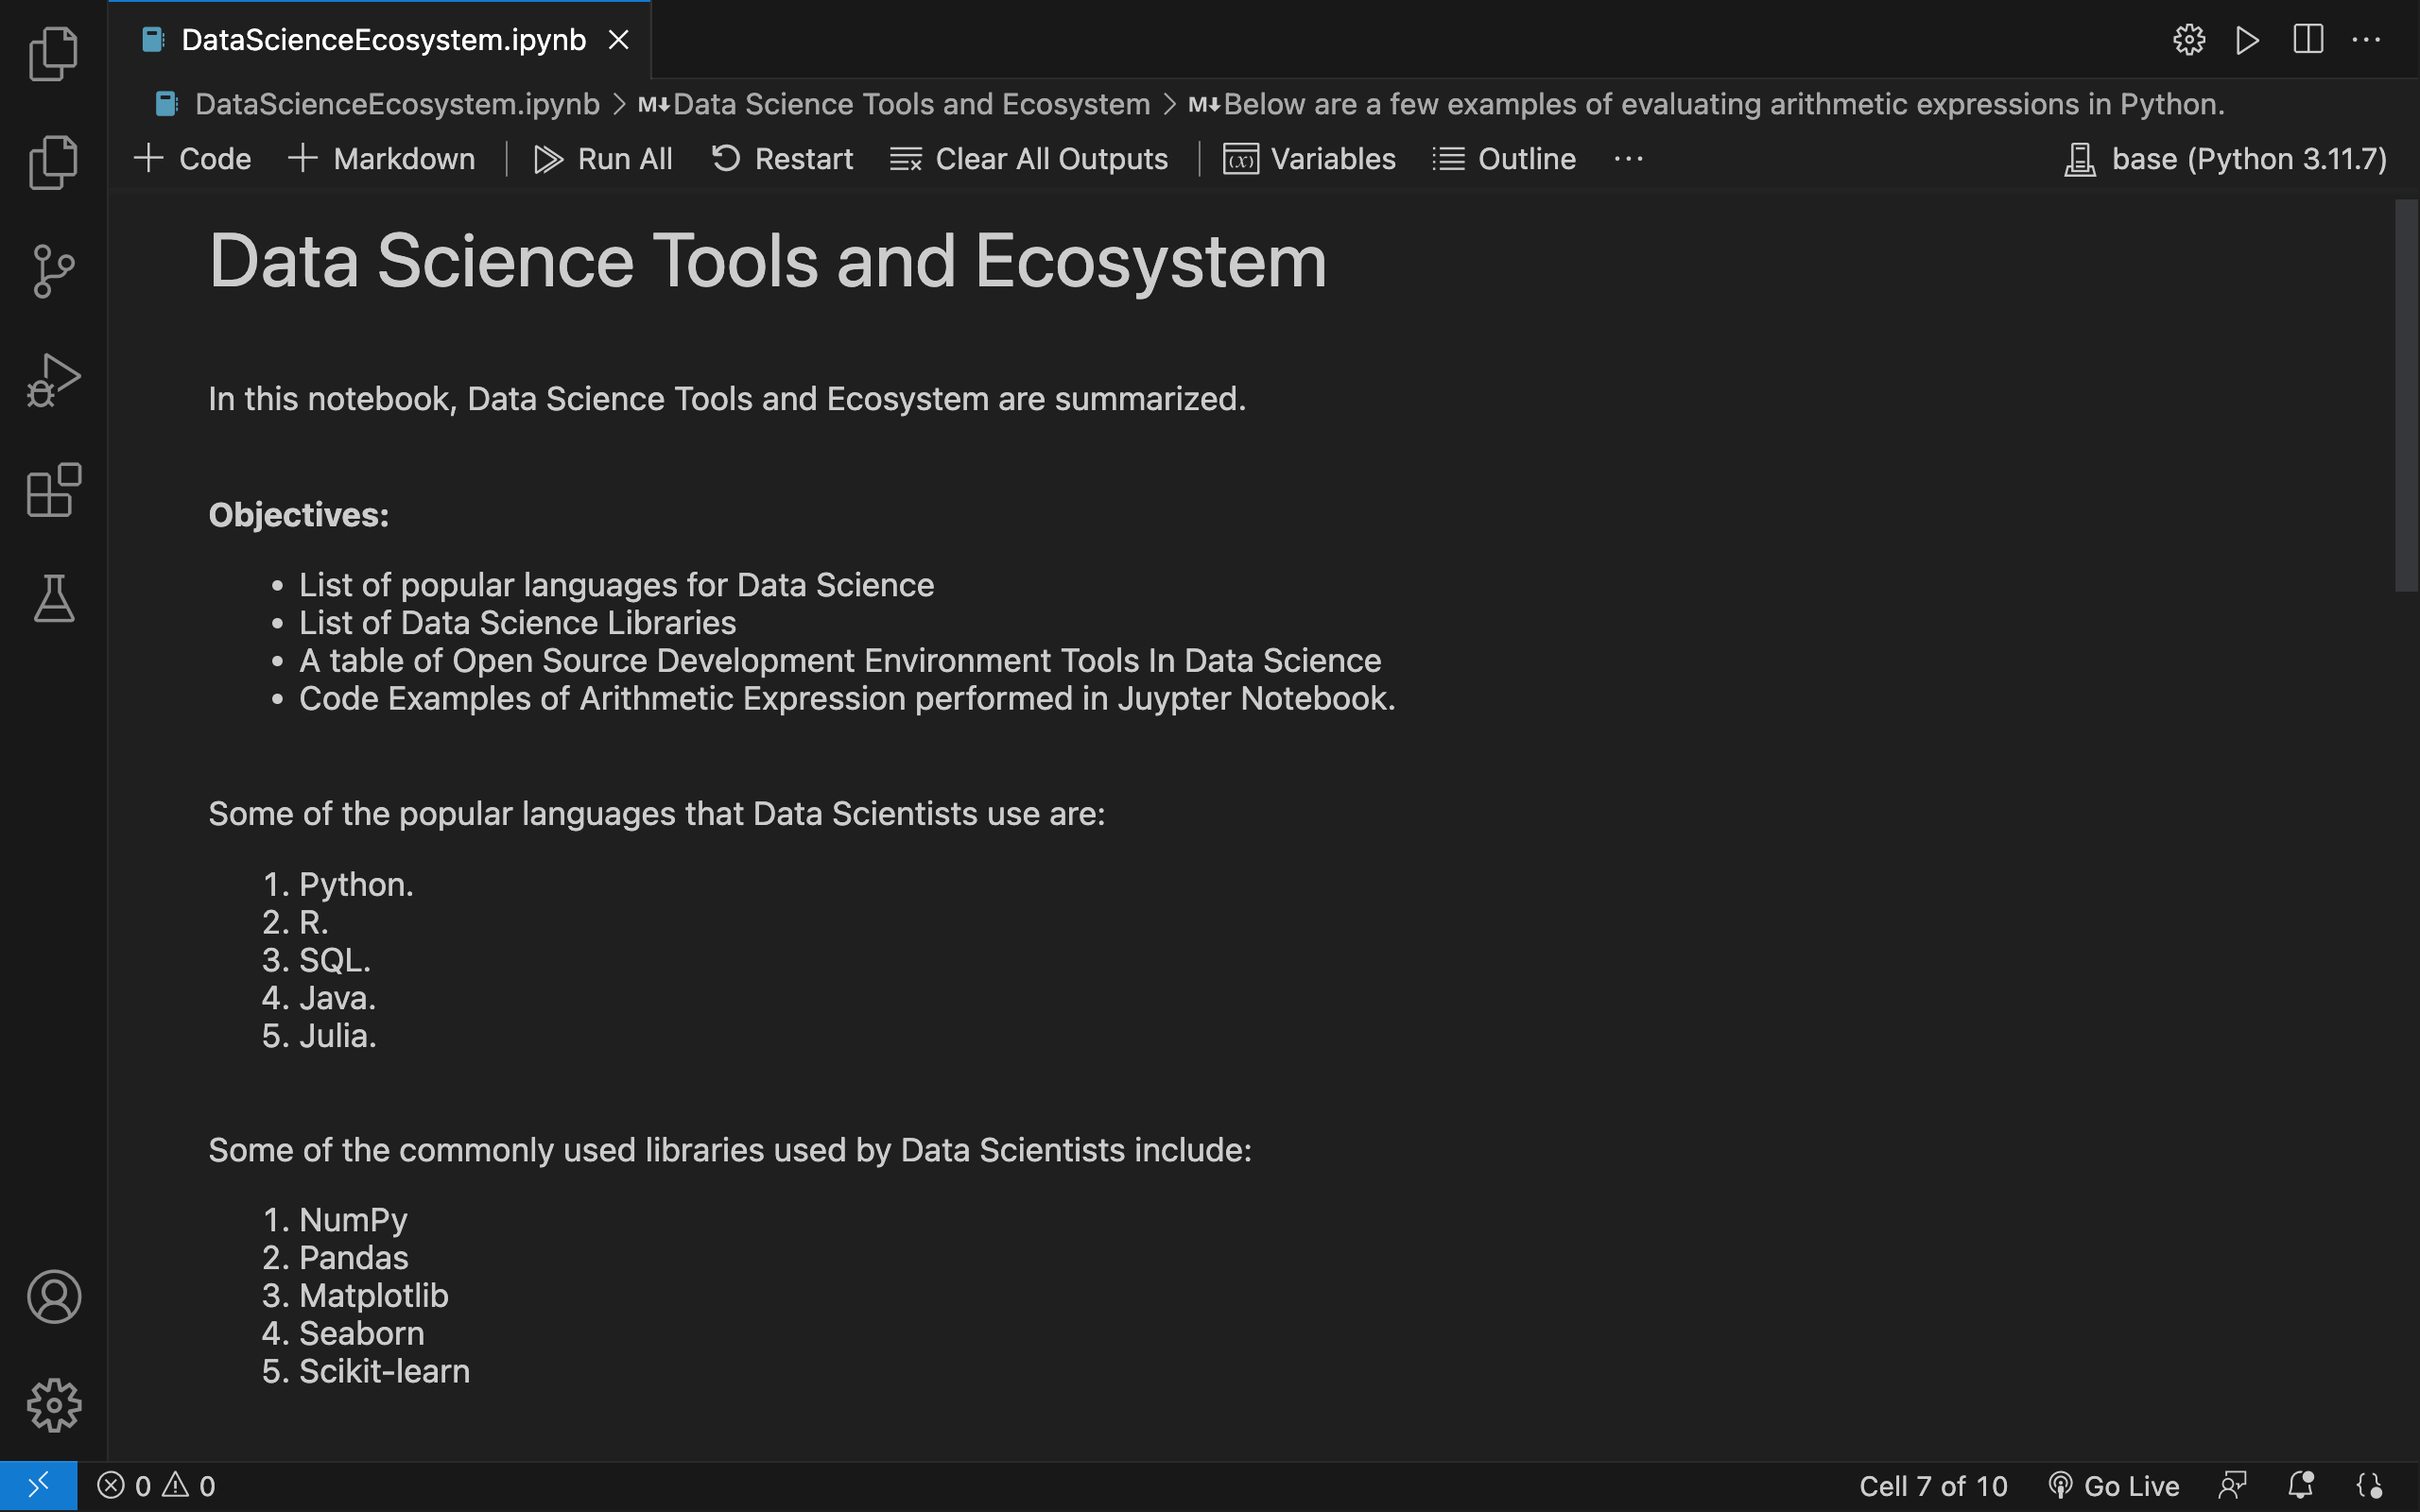 DataScienceEcosystem.ipynb
DataScienceEcosystem.ipynb > M↓ Data Science Tools and Ecosystem > M↓ Below are a few examples of evaluating arithmetic expressions in Python.
+ Code + Markdown | Run All Restart Clear All Outputs | (x) Variables Outline ... base (Python 3.11.7)
Data Science Tools and Ecosystem
In this notebook, Data Science Tools and Ecosystem are summarized.
Objectives:
• List of popular languages for Data Science
• List of Data Science Libraries
• A table of Open Source Development Environment Tools In Data Science
• Code Examples of Arithmetic Expression performed in Juypter Notebook.
Some of the popular languages that Data Scientists use are:
1. Python.
2. R.
3. SQL.
4. Java.
5. Julia.
Some of the commonly used libraries used by Data Scientists include:
1. NumPy
2. Pandas
3. Matplotlib
4. Seaborn
5. Scikit-learn
0 0 Cell 7 of 10 Go Live